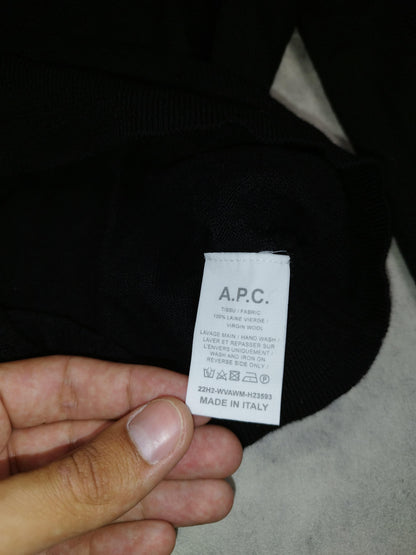 A.P.C.
TISSU / FABRIC
100% LAINE VIERGE /
VIRGIN WOOL
LAVAGE MAIN / HAND WASH /
LAVER ET REPASSER SUR
L'ENVERS UNIQUEMENT /
WASH AND IRON ON
REVERSE SIDE ONLY /
22H2-WVAWM-H23593
MADE IN ITALY